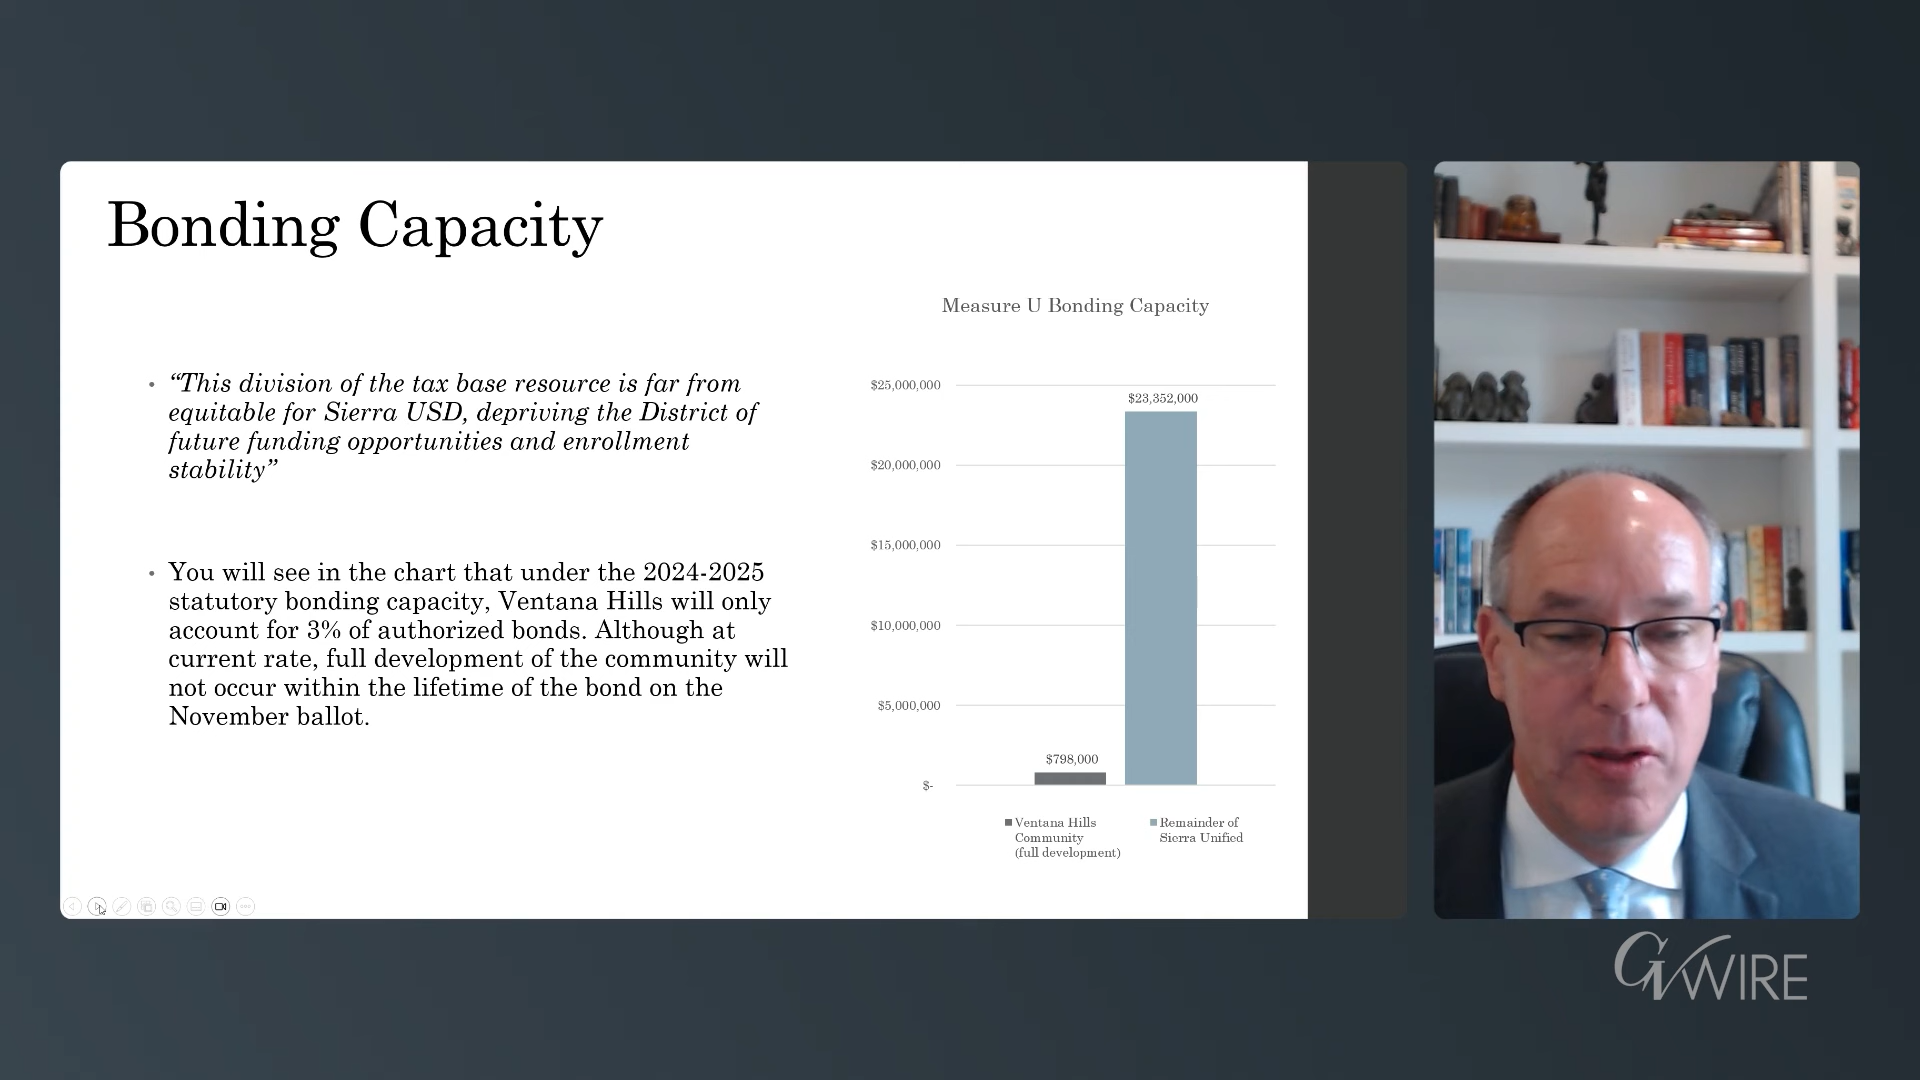 Bonding Capacity
• “This division of the tax base resource is far from
equitable for Sierra USD, depriving the District of
future funding opportunities and enrollment
stability”
• You will see in the chart that under the 2024-2025
statutory bonding capacity, Ventana Hills will only
account for 3% of authorized bonds. Although at
current rate, full development of the community will
not occur within the lifetime of the bond on the
November ballot.
Measure U Bonding Capacity
$25,000,000
$23,352,000
$20,000,000
$15,000,000
$10,000,000
$5,000,000
$798,000
$-
Ventana Hills
Community
(full development)
Remainder of
Sierra Unified
GV WIRE